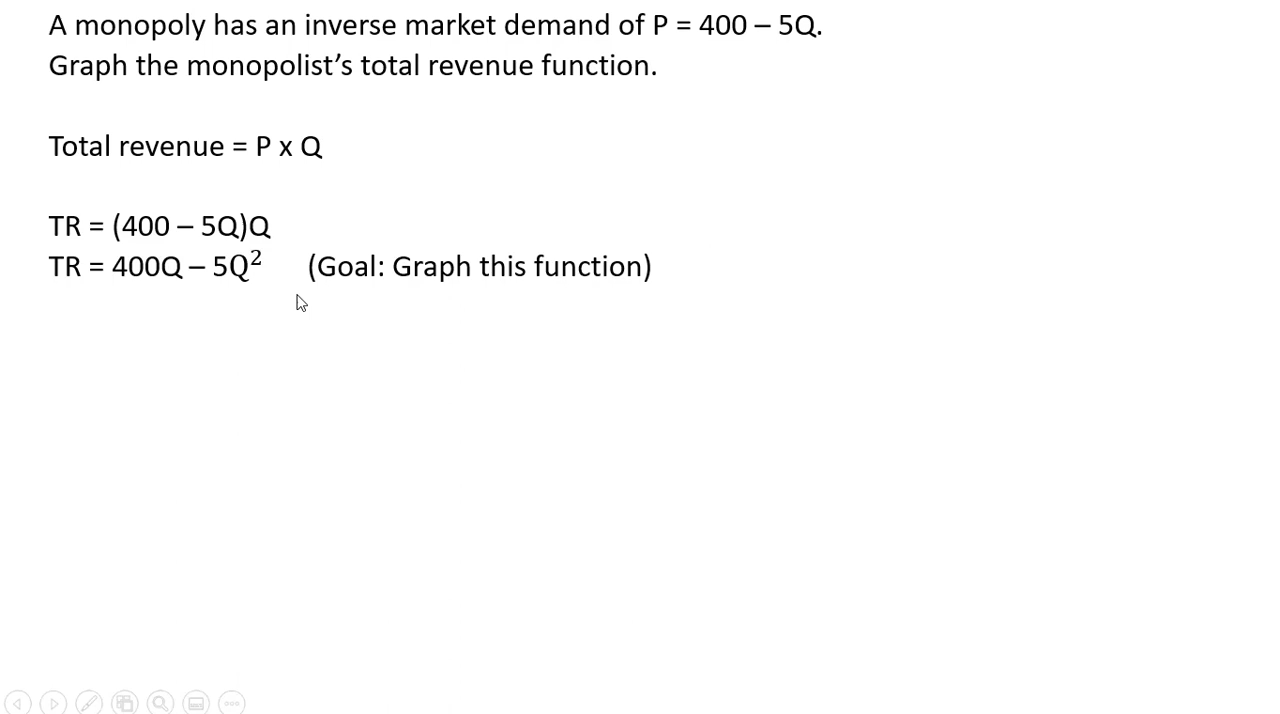 A monopoly has an inverse market demand of P = 400 – 5Q.
Graph the monopolist’s total revenue function.
Total revenue = P x Q
TR = (400 – 5Q)Q
TR = 400Q – 5Q² (Goal: Graph this function)